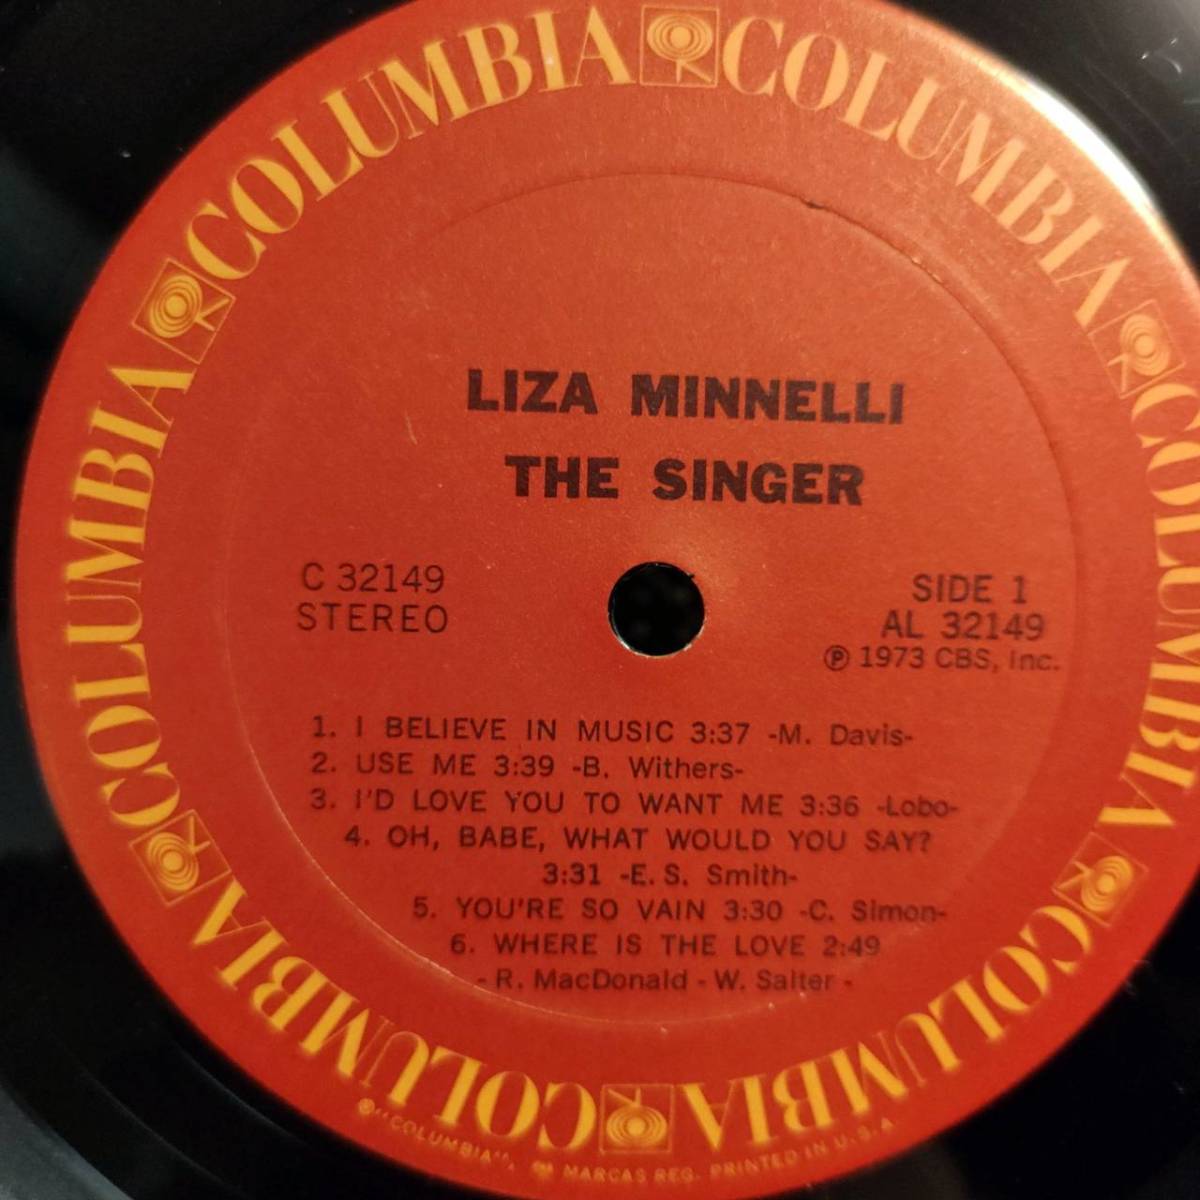 COLUMBIA COLUMBIA COLUMBIA COLUMBIA COLUMBIA COLUMBIA
LIZA MINNELLI
THE SINGER
C 32149
STEREO
SIDE 1
AL 32149
Ⓟ 1973 CBS, Inc.
1. I BELIEVE IN MUSIC 3:37 -M. Davis-
2. USE ME 3:39 -B. Withers-
3. I'D LOVE YOU TO WANT ME 3:36 -Lobo-
4. OH, BABE, WHAT WOULD YOU SAY?
3:31 -E. S. Smith-
5. YOU'RE SO VAIN 3:30 -C. Simon-
6. WHERE IS THE LOVE 2:49
- R. MacDonald - W. Salter -
® "COLUMBIA", MARCAS REG. PRINTED IN U.S.A